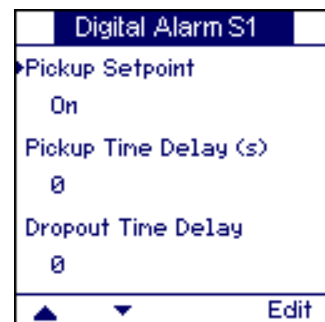 Digital Alarm S1
Pickup Setpoint
On
Pickup Time Delay (s)
0
Dropout Time Delay
0
Edit